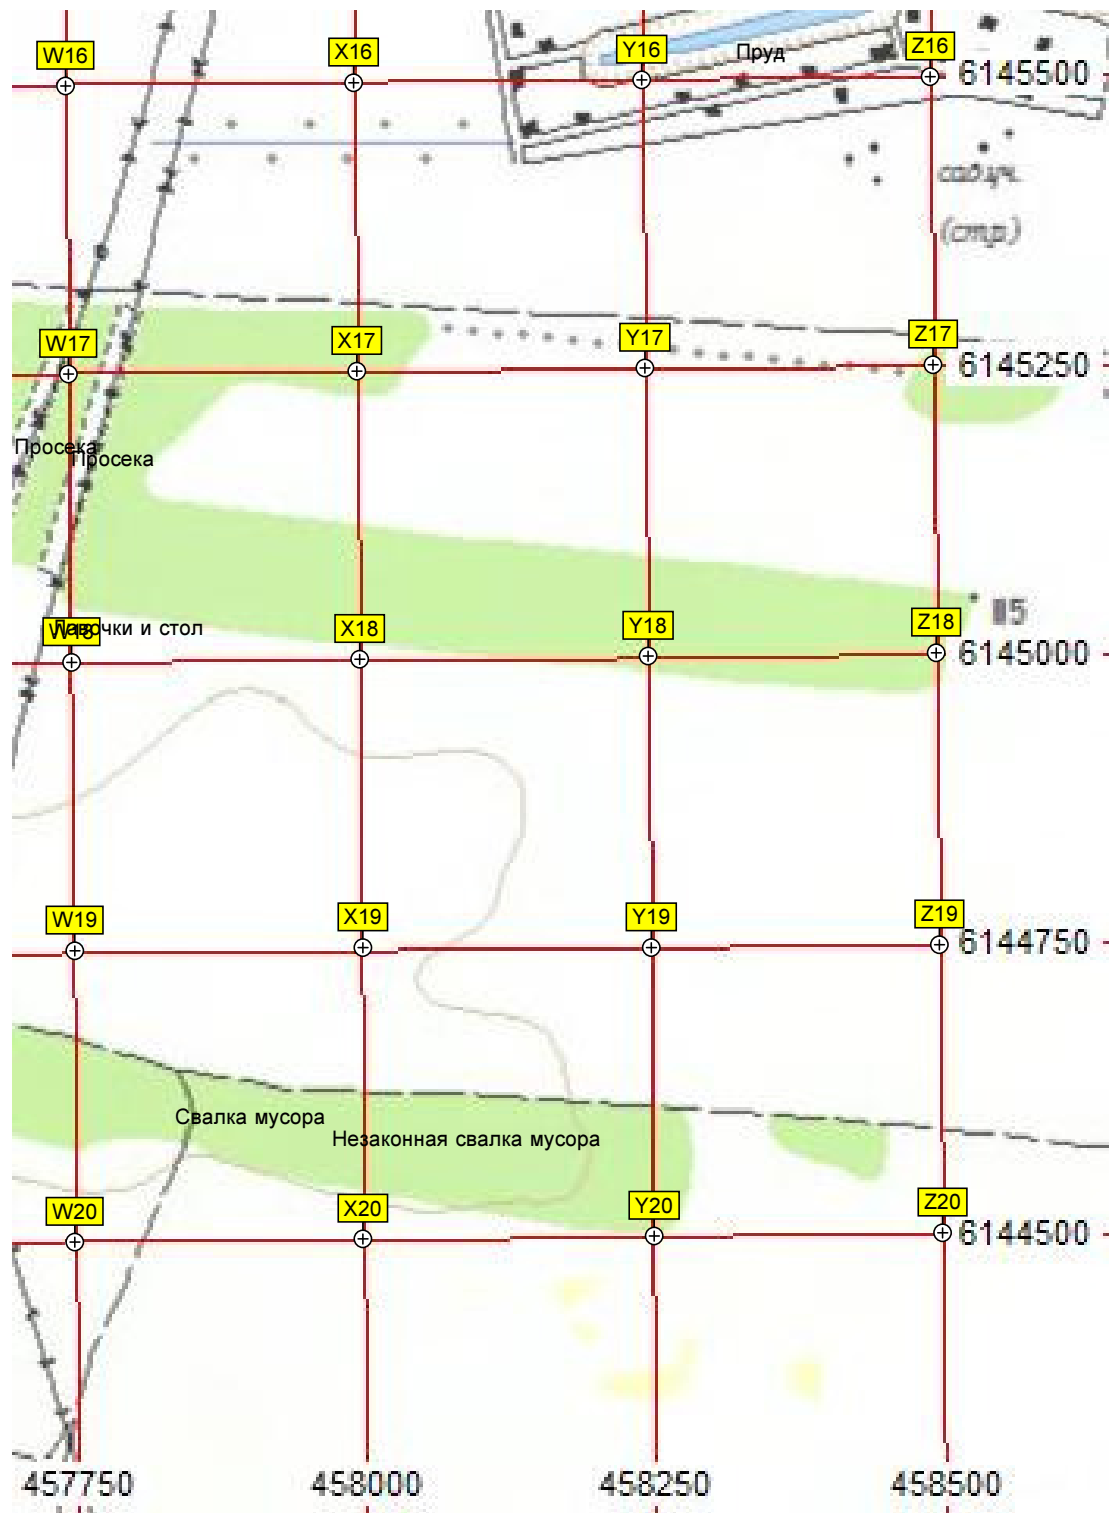 W16 X16 Y16 Пруд Z16
6145500
сад.уч.
(стр)
W17 X17 Y17 Z17
6145250
Просека
Просека
Лавочки и стол
W18 X18 Y18 Z18
6145000
W19 X19 Y19 Z19
6144750
Свалка мусора
Незаконная свалка мусора
W20 X20 Y20 Z20
6144500
457750 458000 458250 458500